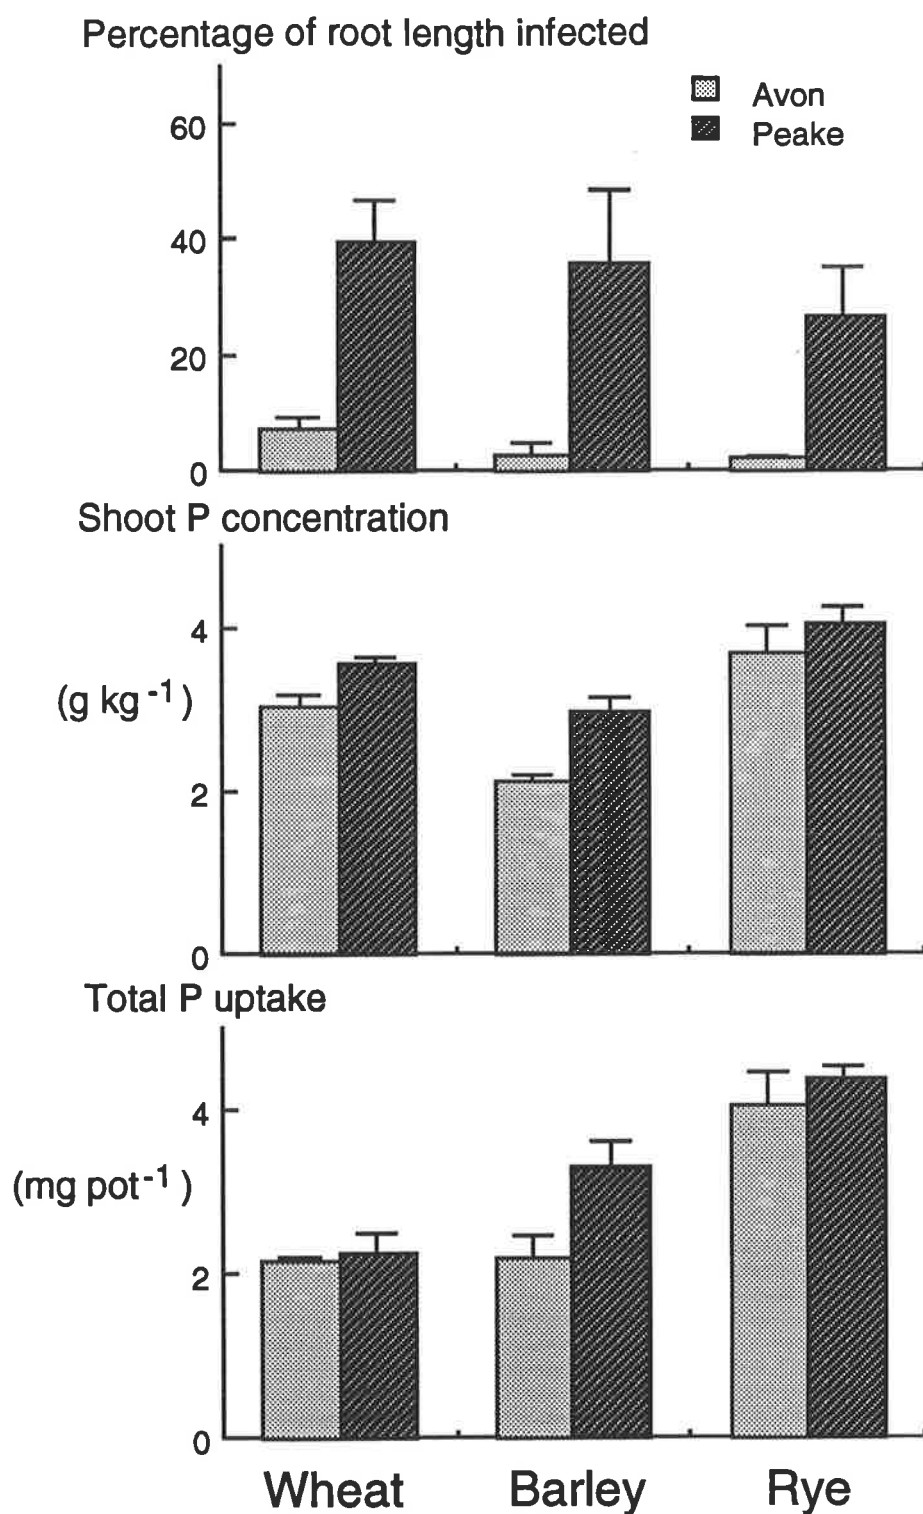 Percentage of root length infected
Avon
Peake
60
40
20
0
Shoot P concentration
4
(g kg⁻¹)
2
0
Total P uptake
4
(mg pot⁻¹)
2
0
Wheat Barley Rye